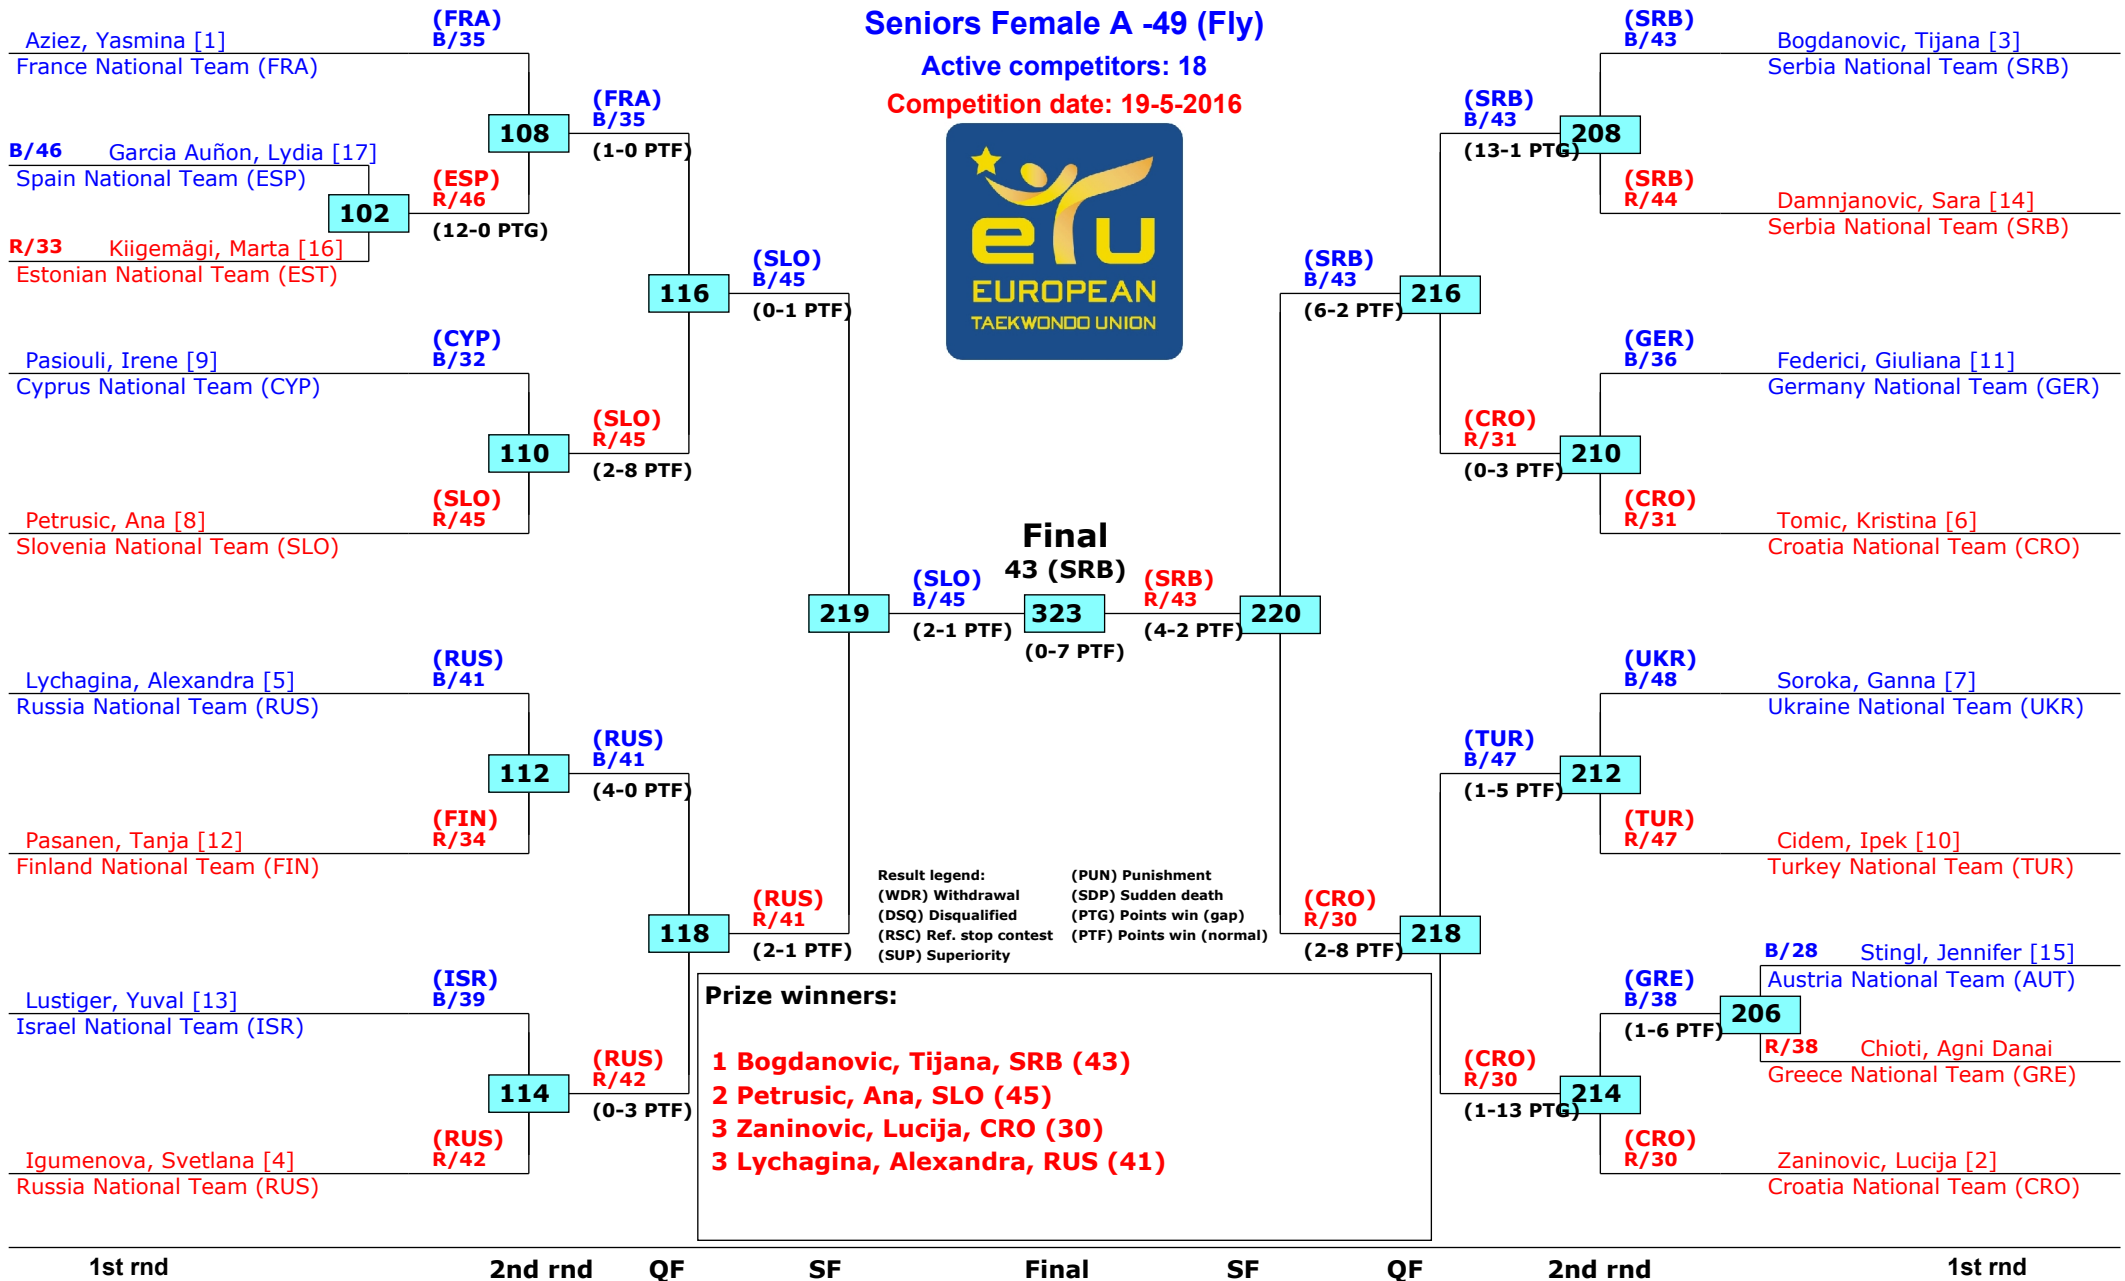 Seniors Female A -49 (Fly)
Active competitors: 18
Competition date: 19-5-2016
eTu
EUROPEAN
TAEKWONDO UNION
Aziez, Yasmina [1]
France National Team (FRA)
(FRA)
B/35
B/46 Garcia Auñon, Lydia [17]
Spain National Team (ESP)
R/33 Kiigemägi, Marta [16]
Estonian National Team (EST)
102
(ESP)
R/46
(12-0 PTG)
108
(FRA)
B/35
(1-0 PTF)
Pasiouli, Irene [9]
Cyprus National Team (CYP)
(CYP)
B/32
Petrusic, Ana [8]
Slovenia National Team (SLO)
(SLO)
R/45
110
(SLO)
R/45
(2-8 PTF)
116
(SLO)
B/45
(0-1 PTF)
Lychagina, Alexandra [5]
Russia National Team (RUS)
(RUS)
B/41
Pasanen, Tanja [12]
Finland National Team (FIN)
(FIN)
R/34
112
(RUS)
B/41
(4-0 PTF)
Lustiger, Yuval [13]
Israel National Team (ISR)
(ISR)
B/39
Igumenova, Svetlana [4]
Russia National Team (RUS)
(RUS)
R/42
114
(RUS)
R/42
(0-3 PTF)
118
(RUS)
R/41
(2-1 PTF)
219
(SLO)
B/45
(2-1 PTF)
Final
43 (SRB)
323
(0-7 PTF)
(SRB)
R/43
(4-2 PTF)
220
(SRB)
B/43
(6-2 PTF)
216
(SRB)
B/43
(13-1 PTG)
208
(SRB)
B/43
Bogdanovic, Tijana [3]
Serbia National Team (SRB)
(SRB)
R/44
Damnjanovic, Sara [14]
Serbia National Team (SRB)
(CRO)
R/31
(0-3 PTF)
210
(GER)
B/36
Federici, Giuliana [11]
Germany National Team (GER)
(CRO)
R/31
Tomic, Kristina [6]
Croatia National Team (CRO)
(CRO)
R/30
(2-8 PTF)
218
(TUR)
B/47
(1-5 PTF)
212
(UKR)
B/48
Soroka, Ganna [7]
Ukraine National Team (UKR)
(TUR)
R/47
Cidem, Ipek [10]
Turkey National Team (TUR)
(CRO)
R/30
(1-13 PTG)
214
(GRE)
B/38
(1-6 PTF)
206
B/28 Stingl, Jennifer [15]
Austria National Team (AUT)
R/38 Chioti, Agni Danai
Greece National Team (GRE)
(CRO)
R/30
Zaninovic, Lucija [2]
Croatia National Team (CRO)
Result legend: (PUN) Punishment
(WDR) Withdrawal (SDP) Sudden death
(DSQ) Disqualified (PTG) Points win (gap)
(RSC) Ref. stop contest (PTF) Points win (normal)
(SUP) Superiority
Prize winners:
1 Bogdanovic, Tijana, SRB (43)
2 Petrusic, Ana, SLO (45)
3 Zaninovic, Lucija, CRO (30)
3 Lychagina, Alexandra, RUS (41)
1st rnd 2nd rnd QF SF Final SF QF 2nd rnd 1st rnd